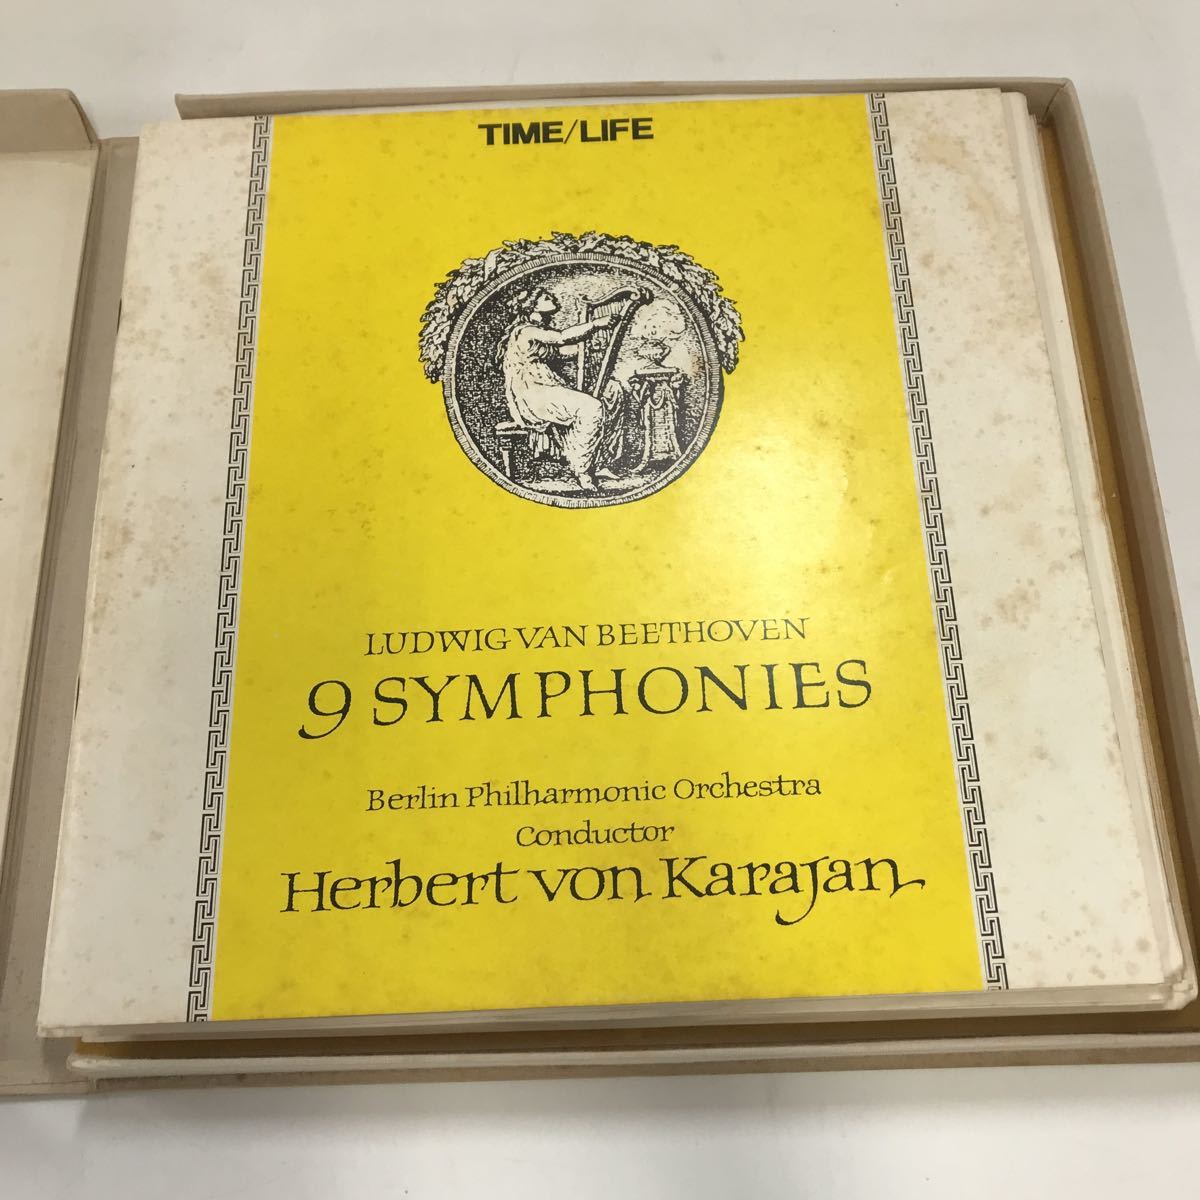 TIME/LIFE
LUDWIG VAN BEETHOVEN
9 SYMPHONIES
Berlin Philharmonic Orchestra
Conductor
Herbert von Karajan